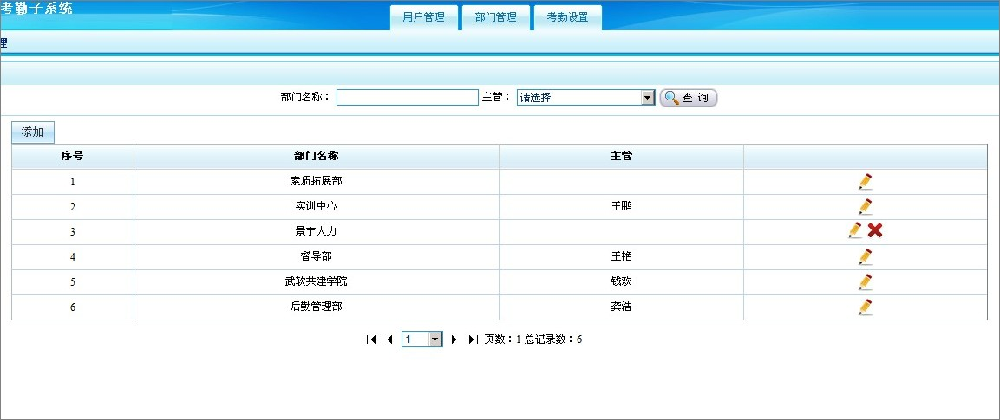 考勤子系统
用户管理 部门管理 考勤设置
理
部门名称： 主管： 请选择 查 询
添加
序号 部门名称 主管
1 素质拓展部
2 实训中心 王鹏
3 景宁人力
4 督导部 王艳
5 武软共建学院 钱欢
6 后勤管理部 龚浩
1 页数：1 总记录数：6